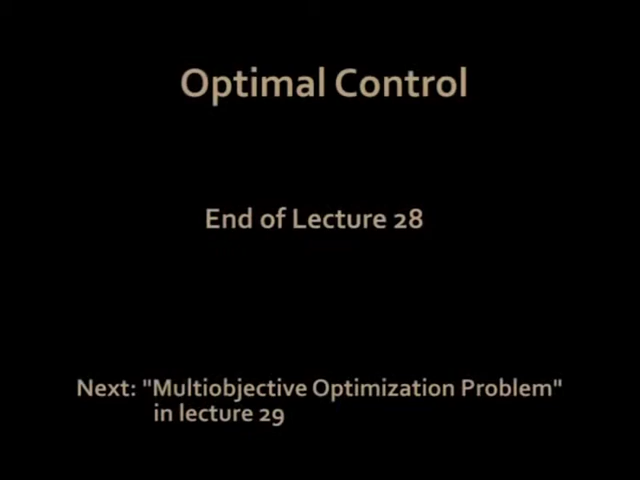 Optimal Control
End of Lecture 28
Next: "Multiobjective Optimization Problem"
in lecture 29